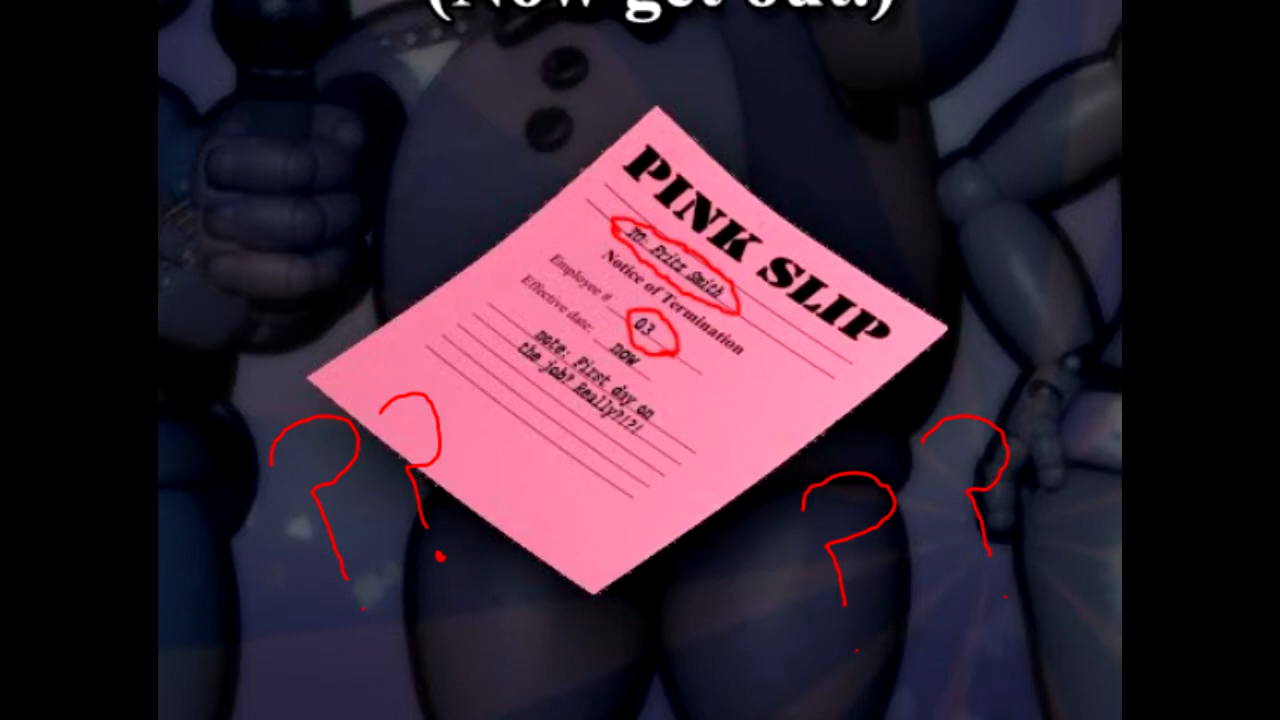 (Now get out.)
PINK SLIP
TO: Fritz Smith
Notice of Termination
Employee # 03
Effective date: now
note: First day on
the job? Really?!?!
? ? ? ?